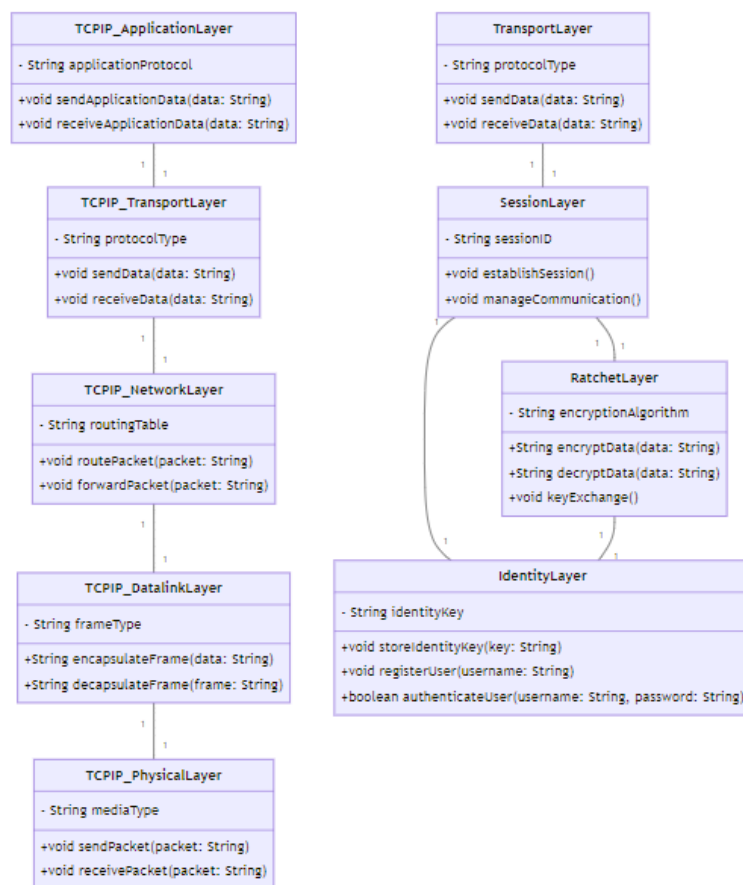 TCPIP_ApplicationLayer
- String applicationProtocol
+void sendApplicationData(data: String)
+void receiveApplicationData(data: String)
1
1
TCPIP_TransportLayer
- String protocolType
+void sendData(data: String)
+void receiveData(data: String)
1
1
TCPIP_NetworkLayer
- String routingTable
+void routePacket(packet: String)
+void forwardPacket(packet: String)
1
1
TCPIP_DatalinkLayer
- String frameType
+String encapsulateFrame(data: String)
+String decapsulateFrame(frame: String)
1
1
TCPIP_PhysicalLayer
- String mediaType
+void sendPacket(packet: String)
+void receivePacket(packet: String)
TransportLayer
- String protocolType
+void sendData(data: String)
+void receiveData(data: String)
1
1
SessionLayer
- String sessionID
+void establishSession()
+void manageCommunication()
1
1
1
RatchetLayer
- String encryptionAlgorithm
+String encryptData(data: String)
+String decryptData(data: String)
+void keyExchange()
1
1
1
IdentityLayer
- String identityKey
+void storeIdentityKey(key: String)
+void registerUser(username: String)
+boolean authenticateUser(username: String, password: String)